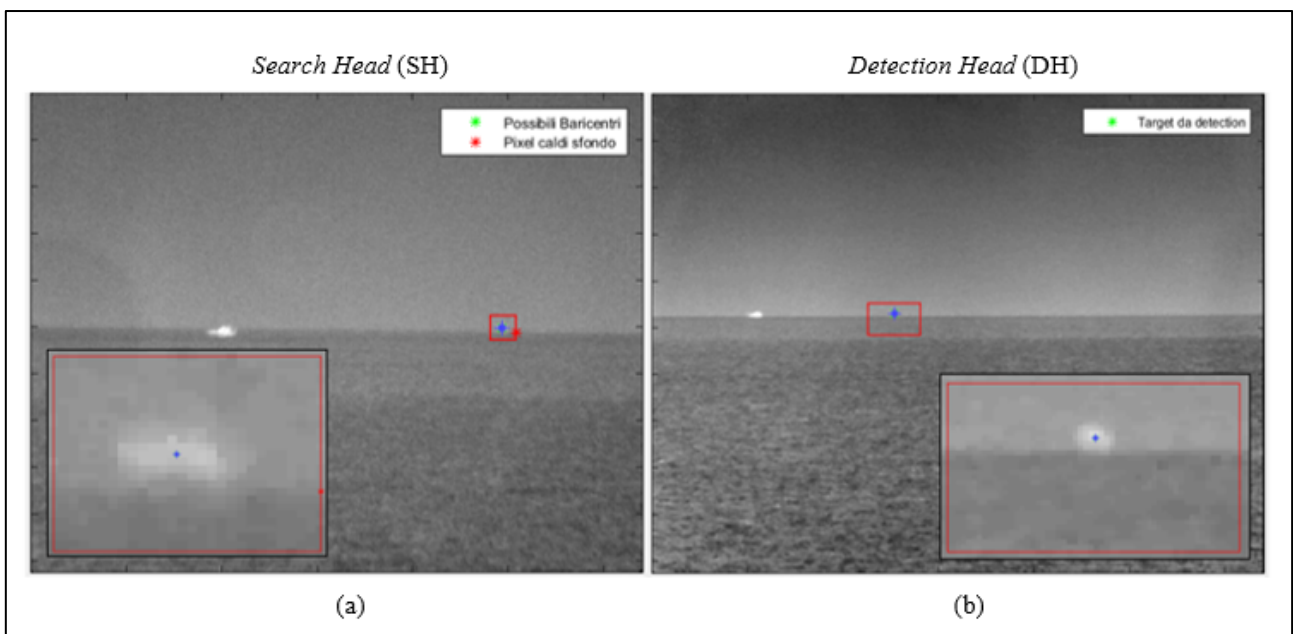 Search Head (SH)
Detection Head (DH)
Possibili Baricentri
Pixel caldi sfondo
Target da detection
(a)
(b)